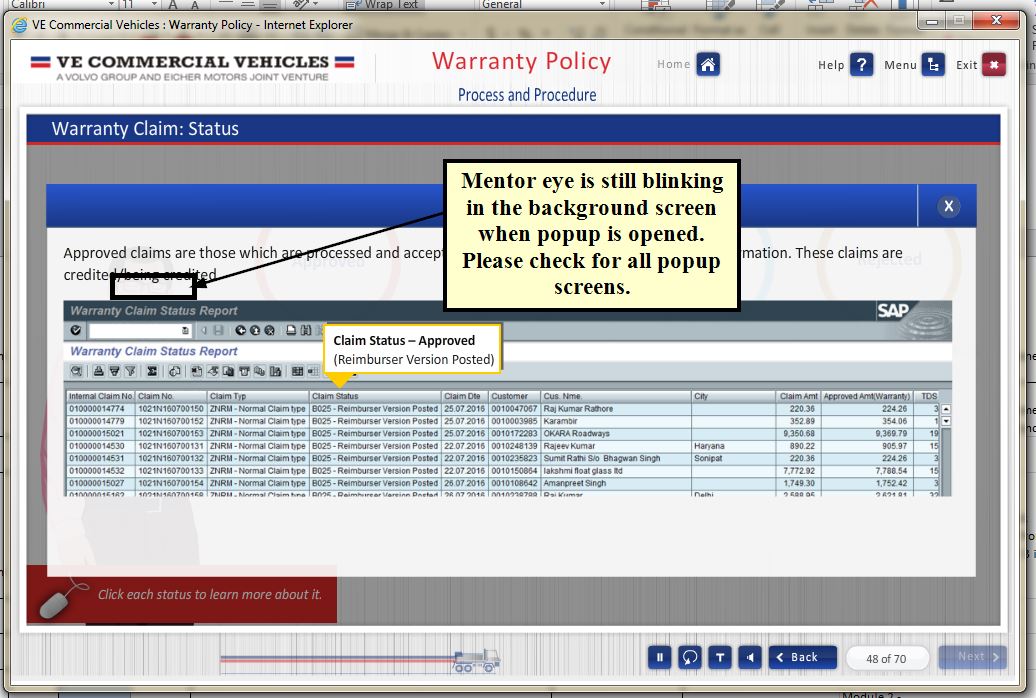 Calibri 11 A A Wrap Text General
VE Commercial Vehicles : Warranty Policy - Internet Explorer
VE COMMERCIAL VEHICLES
A VOLVO GROUP AND EICHER MOTORS JOINT VENTURE
Warranty Policy
Process and Procedure
Home Help ? Menu Exit
Warranty Claim: Status
X
Mentor eye is still blinking
in the background screen
when popup is opened.
Please check for all popup
screens.
Approved claims are those which are processed and accept mation. These claims are
credited/being credited.
Approved
Warranty Claim Status Report
SAP
Warranty Claim Status Report
Claim Status – Approved
(Reimburser Version Posted)
Internal Claim No. Claim No. Claim Typ Claim Status Claim Dte Customer Cus. Nme. City Claim Amt Approved Amt(Warranty) TDS
010000014774 1021N160700150 ZNRM - Normal Claim type B025 - Reimburser Version Posted 25.07.2016 0010047067 Raj Kumar Rathore 220.36 224.26 3
010000014779 1021N160700152 ZNRM - Normal Claim type B025 - Reimburser Version Posted 25.07.2016 0010003985 Karambir 352.89 354.06 1
010000015021 1021N160700153 ZNRM - Normal Claim type B025 - Reimburser Version Posted 25.07.2016 0010172283 OKARA Roadways 9,350.68 9,369.79 19
010000014530 1021N160700131 ZNRM - Normal Claim type B025 - Reimburser Version Posted 22.07.2016 0010248139 Rajeev Kumar Haryana 890.22 905.97 15
010000014531 1021N160700132 ZNRM - Normal Claim type B025 - Reimburser Version Posted 22.07.2016 0010235823 Sumit Rathi S/o Bhagwan Singh Sonipat 220.36 224.26 3
010000014532 1021N160700133 ZNRM - Normal Claim type B025 - Reimburser Version Posted 22.07.2016 0010150864 lakshmi float glass ltd 7,772.92 7,788.54 15
010000015027 1021N160700154 ZNRM - Normal Claim type B025 - Reimburser Version Posted 26.07.2016 0010108642 Amanpreet Singh 1,749.30 1,752.42 3
010000015162 1021N160700158 ZNRM - Normal Claim type B025 - Reimburser Version Posted 26.07.2016 0010238789 Raj Kumar Delhi 2,588.95 2,621.81 32
Click each status to learn more about it.
T Back 48 of 70 Next
Module 2 -